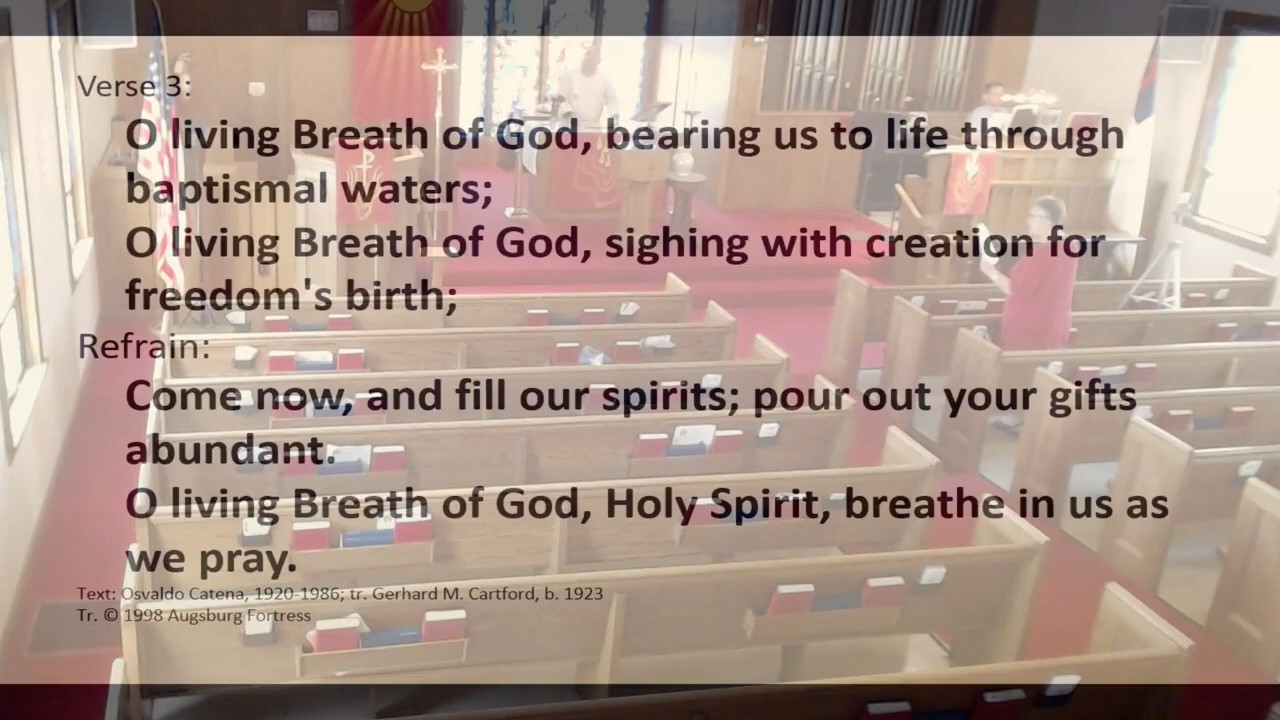 Verse 3:
O living Breath of God, bearing us to life through
baptismal waters;
O living Breath of God, sighing with creation for
freedom's birth;
Refrain:
Come now, and fill our spirits; pour out your gifts
abundant.
O living Breath of God, Holy Spirit, breathe in us as
we pray.
Text: Osvaldo Catena, 1920-1986; tr. Gerhard M. Cartford, b. 1923
Tr. © 1998 Augsburg Fortress